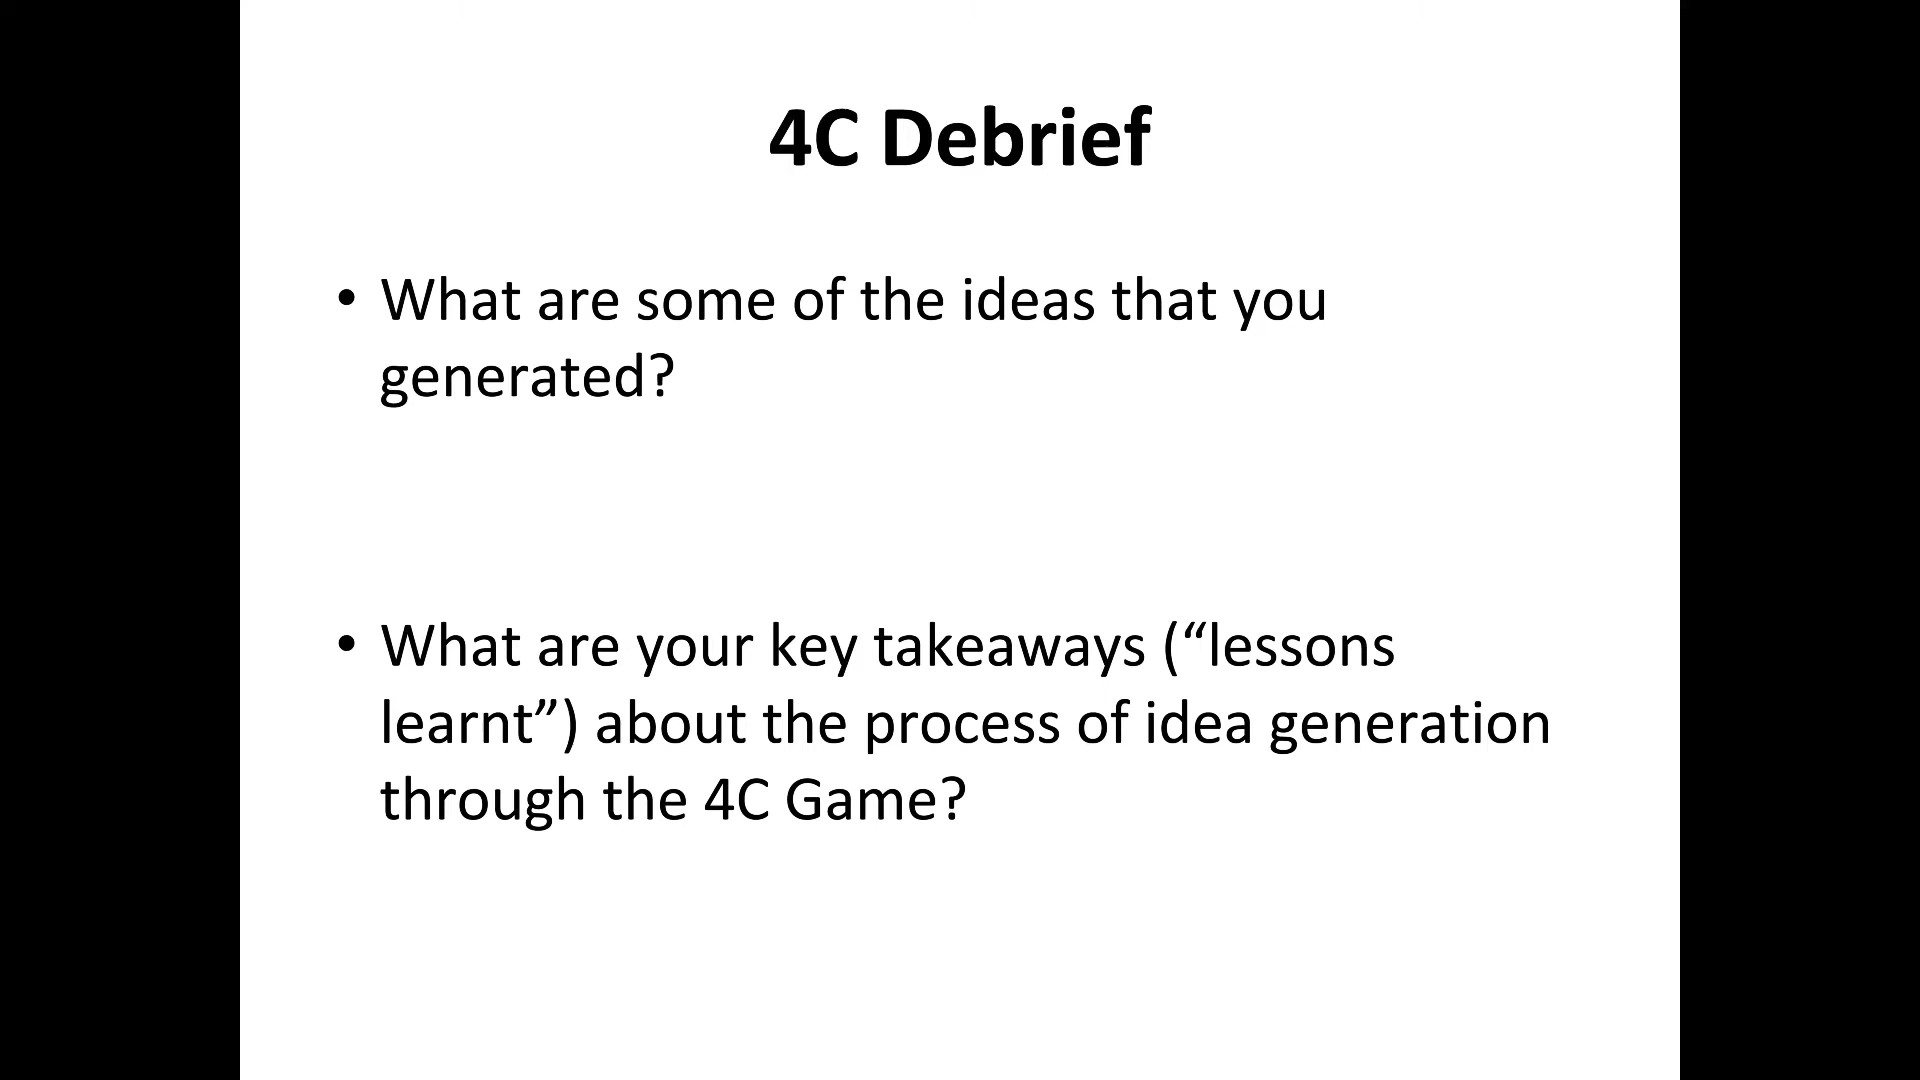 4C Debrief
• What are some of the ideas that you
generated?
• What are your key takeaways (“lessons
learnt”) about the process of idea generation
through the 4C Game?